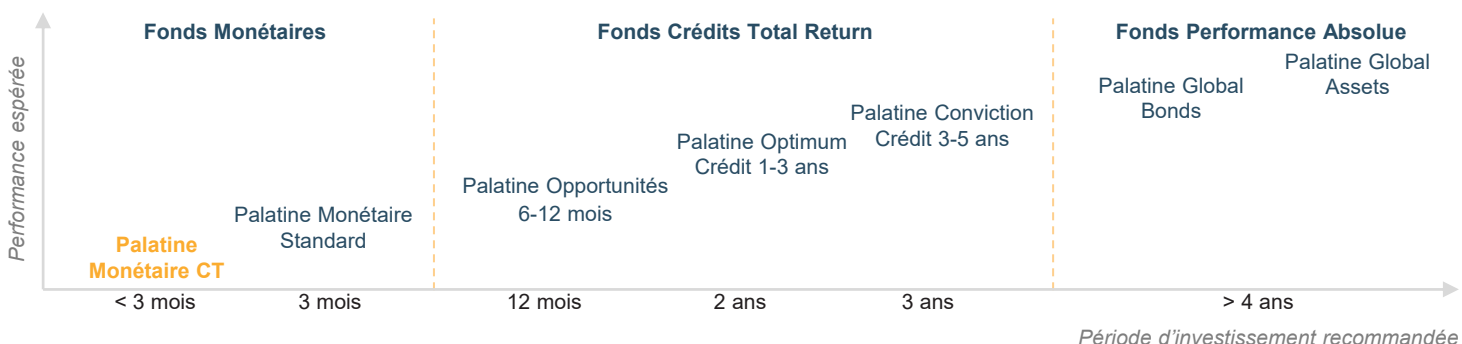 Performance espérée
Fonds Monétaires
Fonds Crédits Total Return
Fonds Performance Absolue
Palatine
Monétaire CT
Palatine Monétaire
Standard
Palatine Opportunités
6-12 mois
Palatine Optimum
Crédit 1-3 ans
Palatine Conviction
Crédit 3-5 ans
Palatine Global
Bonds
Palatine Global
Assets
< 3 mois
3 mois
12 mois
2 ans
3 ans
> 4 ans
Période d'investissement recommandée